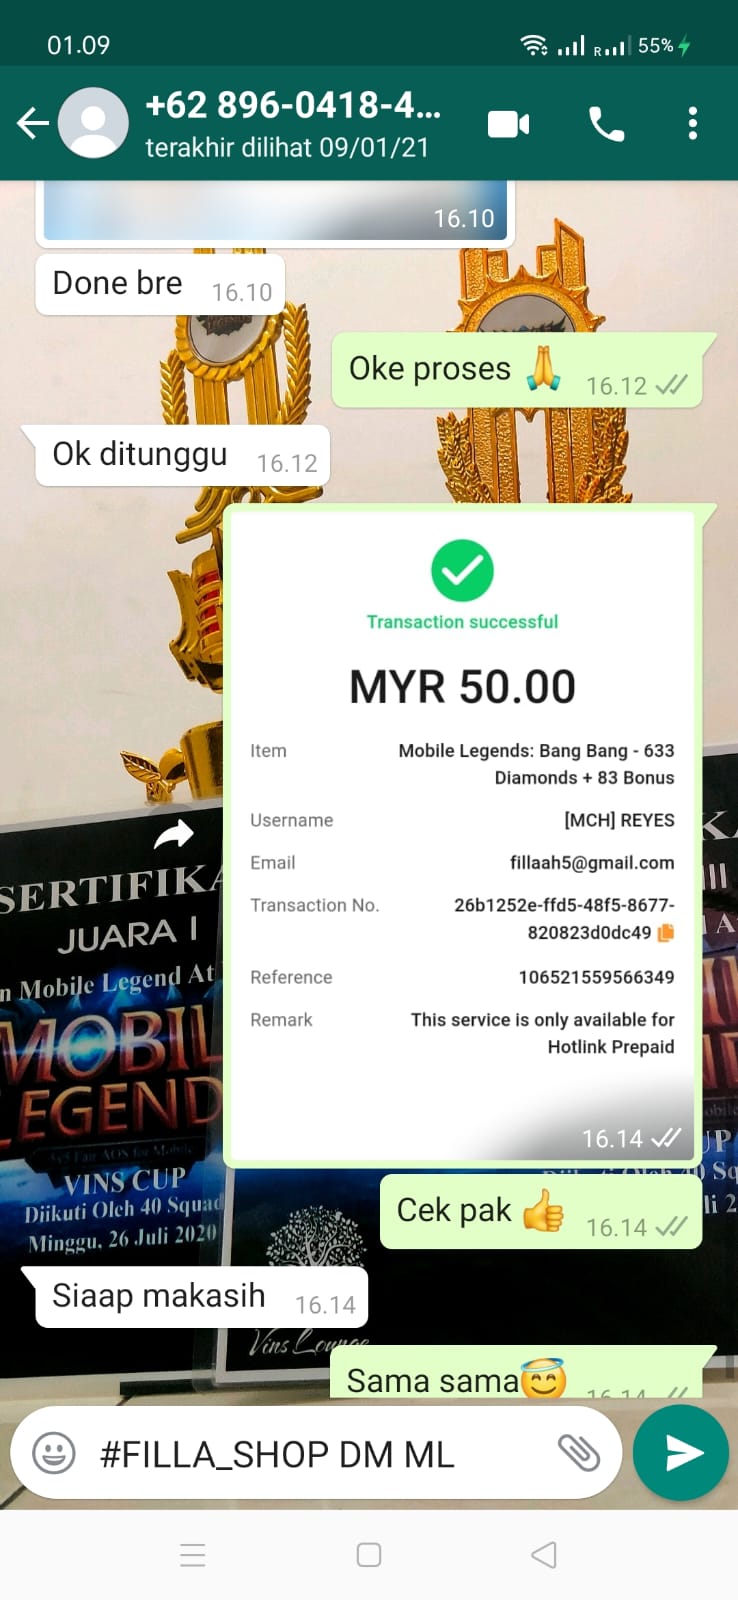 01.09
R
55%
+62 896-0418-4...
terakhir dilihat 09/01/21
16.10
Done bre 16.10
Oke proses 🙏 16.12
Ok ditunggu 16.12
Transaction successful
MYR 50.00
Item Mobile Legends: Bang Bang - 633
Diamonds + 83 Bonus
Username [MCH] REYES
Email fillaah5@gmail.com
Transaction No. 26b1252e-ffd5-48f5-8677-
820823d0dc49
Reference 106521559566349
Remark This service is only available for
Hotlink Prepaid
16.14
SERTIFIKA
JUARA I
n Mobile Legend At
MOBIL
LEGEND
VINS CUP
Diikuti Oleh 40 Squad
Minggu, 26 Juli 2020
Vins Lounge
Cek pak 👍 16.14
Siaap makasih 16.14
Sama sama😇 16.14
#FILLA_SHOP DM ML